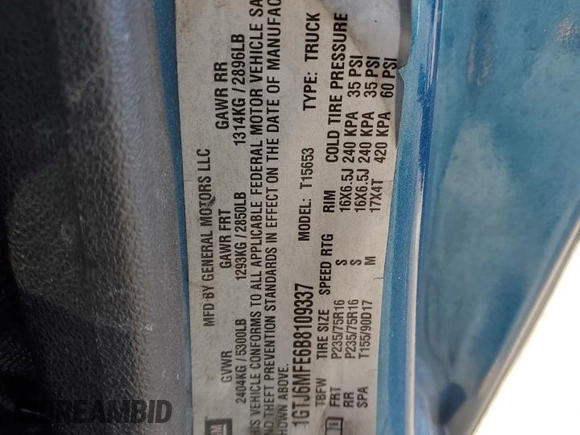 MFD BY GENERAL MOTORS LLC
GVWR GAWR FRT GAWR RR
2404KG/5300LB 1293KG/2850LB 1314KG/2896LB
THIS VEHICLE CONFORMS TO ALL APPLICABLE FEDERAL MOTOR VEHICLE SA
AND THEFT PREVENTION STANDARDS IN EFFECT ON THE DATE OF MANUFAC
SHOWN ABOVE.
1GTJ6MFE6B8109337 MODEL: T15653 TYPE: TRUCK
TBFW TIRE SIZE SPEED RTG RIM COLD TIRE PRESSURE
FRT P235/75R16 S 16X6.5J 240 KPA 35 PSI
RR P235/75R16 S 16X6.5J 240 KPA 35 PSI
SPA T155/90D17 M 17X4T 420 KPA 60 PSI
GM